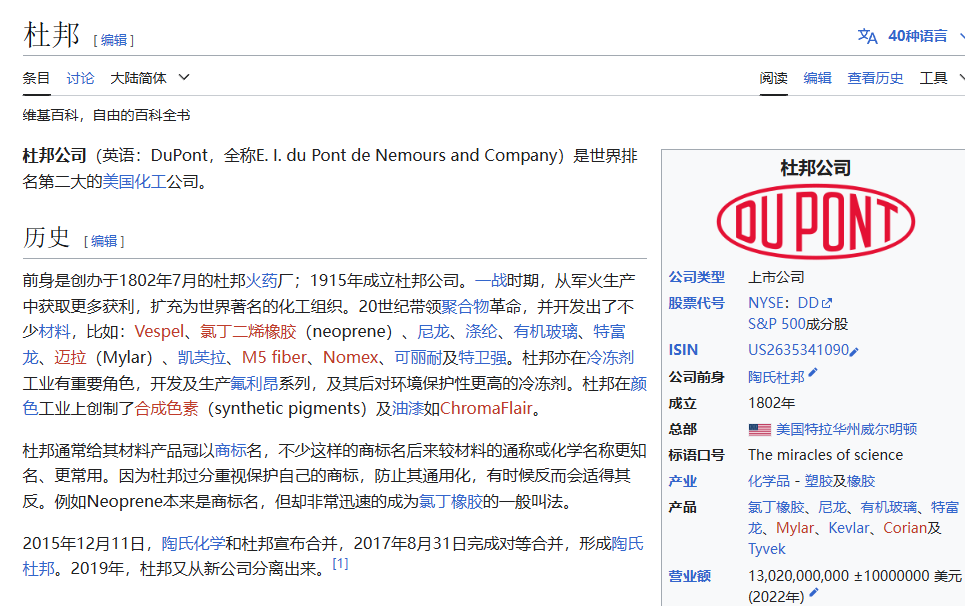 杜邦 [编辑]
40种语言
条目 讨论 大陆简体
阅读 编辑 查看历史 工具
维基百科，自由的百科全书
杜邦公司（英语：DuPont，全称E. I. du Pont de Nemours and Company）是世界排
名第二大的美国化工公司。
历史 [编辑]
前身是创办于1802年7月的杜邦火药厂；1915年成立杜邦公司。一战时期，从军火生产
中获取更多获利，扩充为世界著名的化工组织。20世纪带领聚合物革命，并开发出了不
少材料，比如：Vespel、氯丁二烯橡胶（neoprene）、尼龙、涤纶、有机玻璃、特富
龙、迈拉（Mylar）、凯芙拉、M5 fiber、Nomex、可丽耐及特卫强。杜邦亦在冷冻剂
工业有重要角色，开发及生产氟利昂系列，及其后对环境保护性更高的冷冻剂。杜邦在颜
色工业上创制了合成色素（synthetic pigments）及油漆如ChromaFlair。
杜邦通常给其材料产品冠以商标名，不少这样的商标名后来较材料的通称或化学名称更知
名、更常用。因为杜邦过分重视保护自己的商标，防止其通用化，有时候反而会适得其
反。例如Neoprene本来是商标名，但却非常迅速的成为氯丁橡胶的一般叫法。
2015年12月11日，陶氏化学和杜邦宣布合并，2017年8月31日完成对等合并，形成陶氏
杜邦。2019年，杜邦又从新公司分离出来。[1]
杜邦公司
DU PONT
公司类型 上市公司
股票代号 NYSE：DD
S&P 500成分股
ISIN US2635341090
公司前身 陶氏杜邦
成立 1802年
总部 美国特拉华州威尔明顿
标语口号 The miracles of science
产业 化学品 - 塑胶及橡胶
产品 氯丁橡胶、尼龙、有机玻璃、特富
龙、Mylar、Kevlar、Corian及
Tyvek
营业额 13,020,000,000 ±10000000 美元
(2022年)